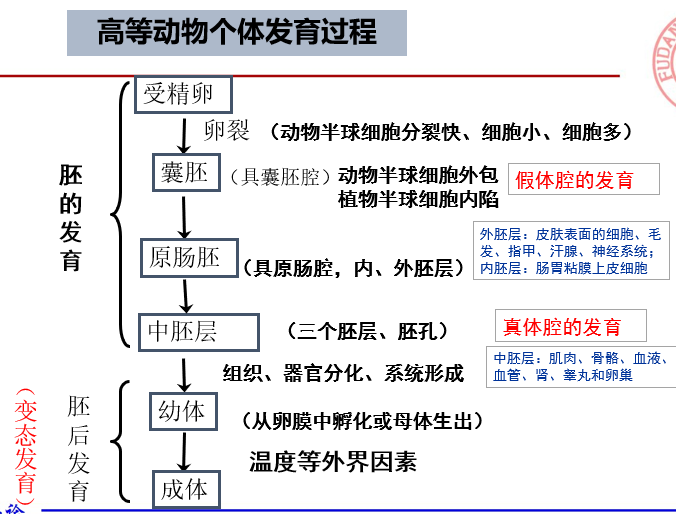 高等动物个体发育过程
FUDAN
受精卵
卵裂 （动物半球细胞分裂快、细胞小、细胞多）
囊胚 （具囊胚腔） 动物半球细胞外包
植物半球细胞内陷
假体腔的发育
胚的发育
外胚层：皮肤表面的细胞、毛
发、指甲、汗腺、神经系统；
内胚层：肠胃粘膜上皮细胞
原肠胚 （具原肠腔，内、外胚层）
中胚层 （三个胚层、胚孔）
真体腔的发育
中胚层：肌肉、骨骼、血液、
血管、肾、睾丸和卵巢
组织、器官分化、系统形成
（变态发育）
胚后发育
幼体 （从卵膜中孵化或母体生出）
温度等外界因素
成体